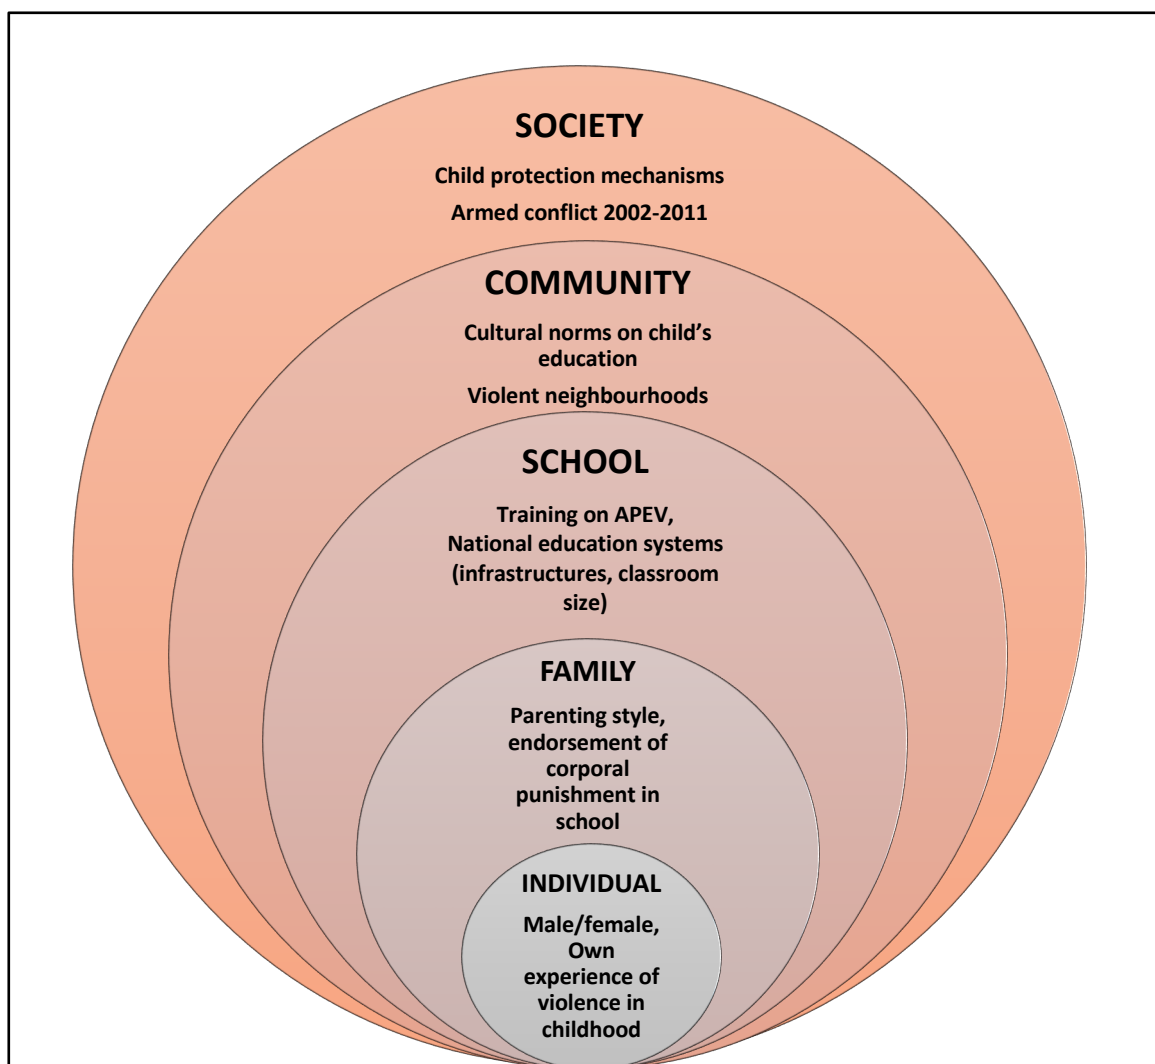 SOCIETY
Child protection mechanisms
Armed conflict 2002-2011
COMMUNITY
Cultural norms on child’s
education
Violent neighbourhoods
SCHOOL
Training on APEV,
National education systems
(infrastructures, classroom
size)
FAMILY
Parenting style,
endorsement of
corporal
punishment in
school
INDIVIDUAL
Male/female,
Own
experience of
violence in
childhood